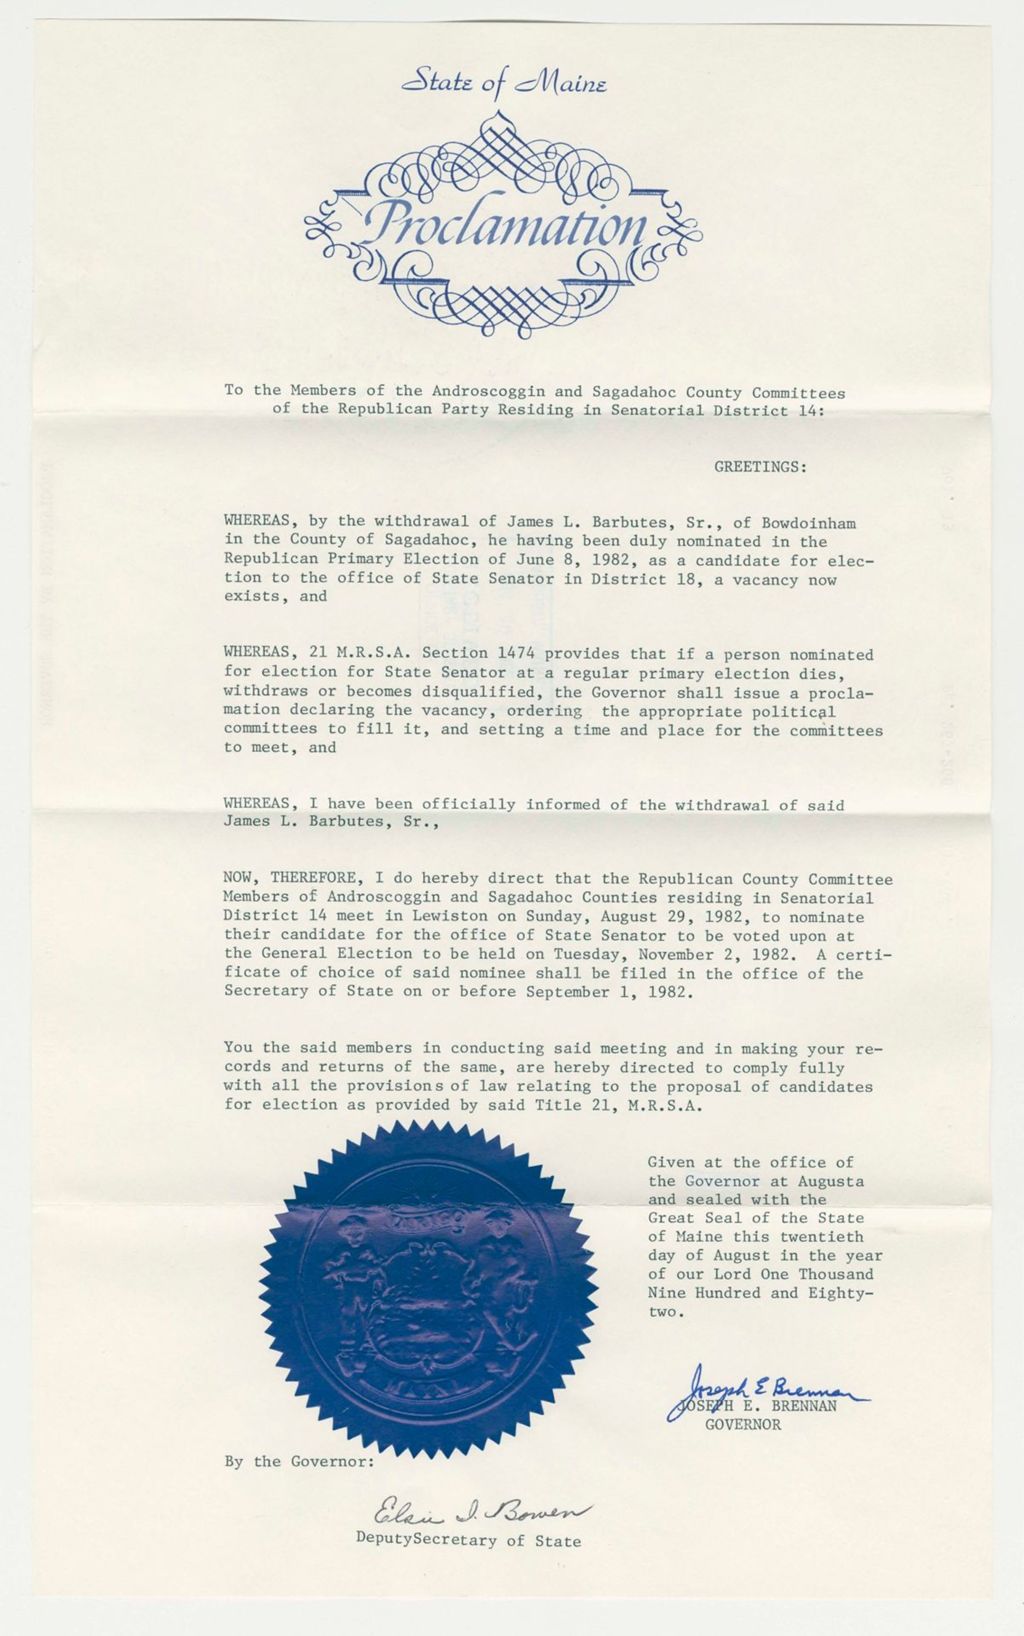 State of Maine
Proclamation
To the Members of the Androscoggin and Sagadahoc County Committees
of the Republican Party Residing in Senatorial District 14:
GREETINGS:
WHEREAS, by the withdrawal of James L. Barbutes, Sr., of Bowdoinham
in the County of Sagadahoc, he having been duly nominated in the
Republican Primary Election of June 8, 1982, as a candidate for elec-
tion to the office of State Senator in District 18, a vacancy now
exists, and
WHEREAS, 21 M.R.S.A. Section 1474 provides that if a person nominated
for election for State Senator at a regular primary election dies,
withdraws or becomes disqualified, the Governor shall issue a procla-
mation declaring the vacancy, ordering the appropriate political
committees to fill it, and setting a time and place for the committees
to meet, and
WHEREAS, I have been officially informed of the withdrawal of said
James L. Barbutes, Sr.,
NOW, THEREFORE, I do hereby direct that the Republican County Committee
Members of Androscoggin and Sagadahoc Counties residing in Senatorial
District 14 meet in Lewiston on Sunday, August 29, 1982, to nominate
their candidate for the office of State Senator to be voted upon at
the General Election to be held on Tuesday, November 2, 1982. A certi-
ficate of choice of said nominee shall be filed in the office of the
Secretary of State on or before September 1, 1982.
You the said members in conducting said meeting and in making your re-
cords and returns of the same, are hereby directed to comply fully
with all the provisions of law relating to the proposal of candidates
for election as provided by said Title 21, M.R.S.A.
Given at the office of
the Governor at Augusta
and sealed with the
Great Seal of the State
of Maine this twentieth
day of August in the year
of our Lord One Thousand
Nine Hundred and Eighty-
two.
Joseph E Brennan
JOSEPH E. BRENNAN
GOVERNOR
By the Governor:
Elsie I. Bowen
DeputySecretary of State